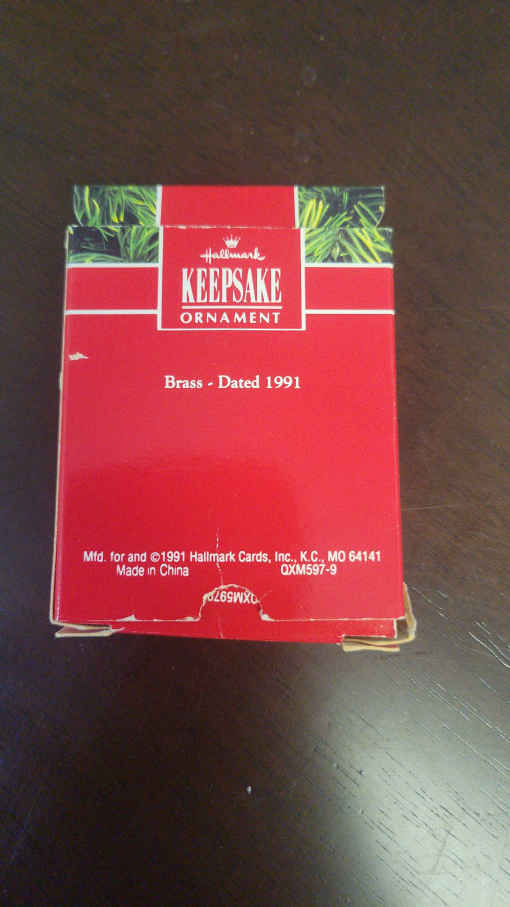 Hallmark
KEEPSAKE
ORNAMENT
Brass - Dated 1991
Mfd. for and ©1991 Hallmark Cards, Inc., K.C., MO 64141
Made in China QXM597-9